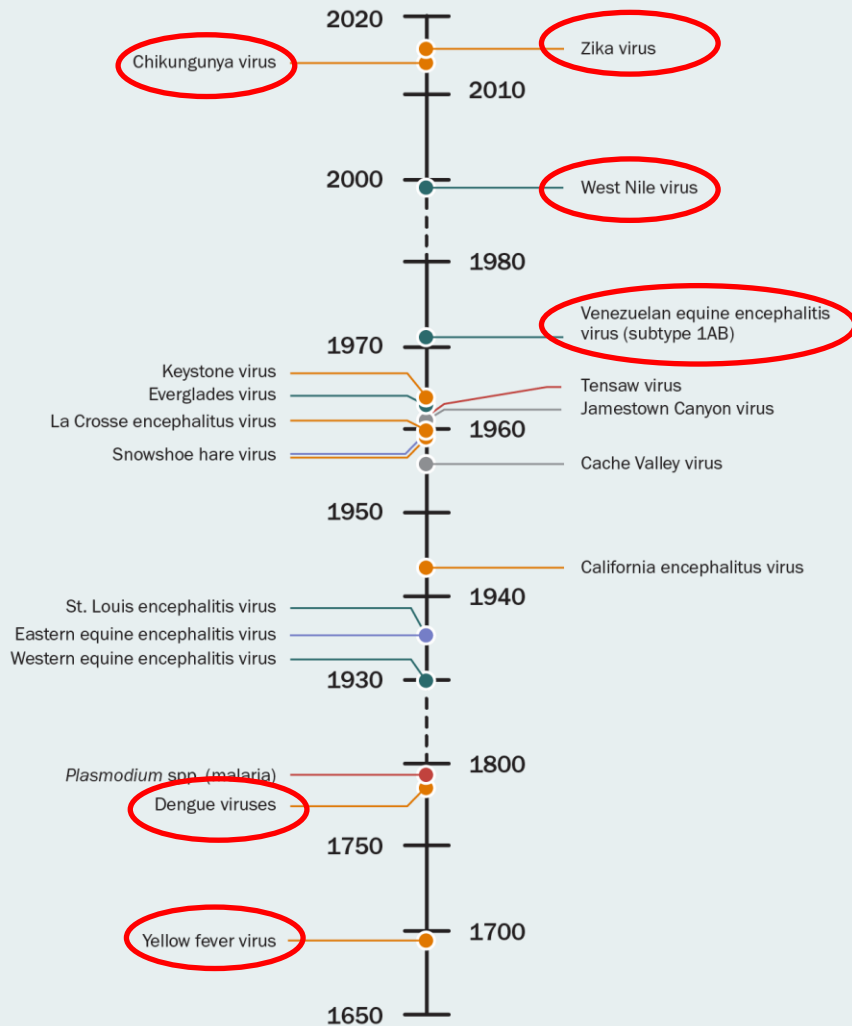 2020
Zika virus
Chikungunya virus
2010
2000
West Nile virus
1980
Venezuelan equine encephalitis
virus (subtype 1AB)
1970
Keystone virus
Tensaw virus
Everglades virus
Jamestown Canyon virus
La Crosse encephalitus virus
1960
Snowshoe hare virus
Cache Valley virus
1950
California encephalitus virus
1940
St. Louis encephalitis virus
Eastern equine encephalitis virus
Western equine encephalitis virus
1930
1800
Plasmodium spp. (malaria)
Dengue viruses
1750
1700
Yellow fever virus
1650